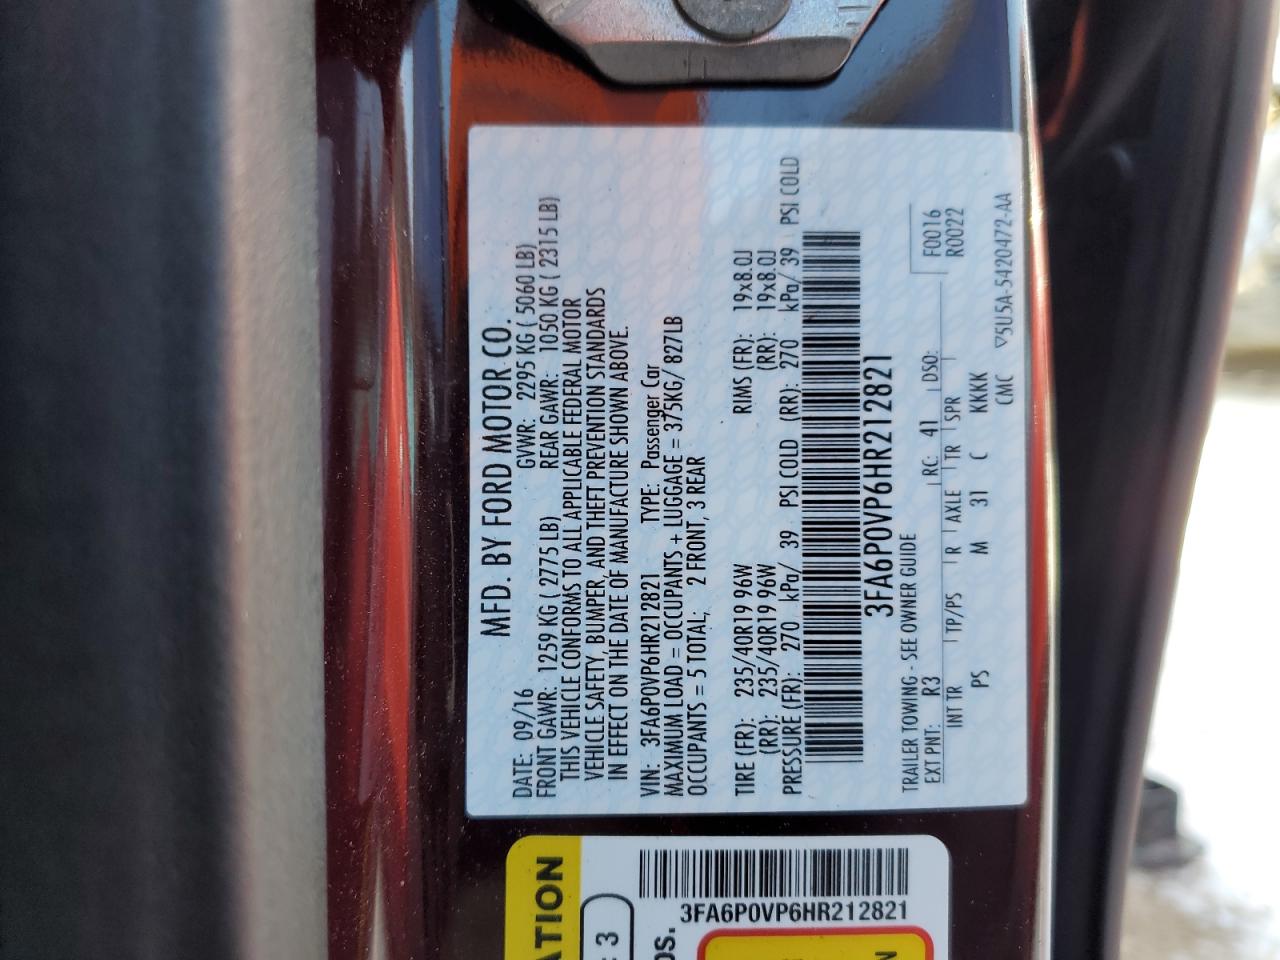 MFD. BY FORD MOTOR CO.
DATE: 09/16 GVWR: 2295 KG ( 5060 LB)
FRONT GAWR: 1259 KG ( 2775 LB) REAR GAWR: 1050 KG ( 2315 LB)
THIS VEHICLE CONFORMS TO ALL APPLICABLE FEDERAL MOTOR
VEHICLE SAFETY, BUMPER, AND THEFT PREVENTION STANDARDS
IN EFFECT ON THE DATE OF MANUFACTURE SHOWN ABOVE.
VIN: 3FA6P0VP6HR212821 TYPE: Passenger Car
MAXIMUM LOAD = OCCUPANTS + LUGGAGE = 375KG/ 827LB
OCCUPANTS = 5 TOTAL, 2 FRONT, 3 REAR
TIRE (FR): 235/40R19 96W RIMS (FR): 19x8.0J
(RR): 235/40R19 96W (RR): 19x8.0J
PRESSURE (FR): 270 kPa/ 39 PSI COLD (RR): 270 kPa/ 39 PSI COLD
3FA6P0VP6HR212821
TRAILER TOWING - SEE OWNER GUIDE
EXT PNT: R3 RC: 41 DSO: F0016
R0022
INT TR TP/PS R AXLE TR SPR
PS M 31 C KKKK
CMC ▽5U5A-5420472-AA
ATION
3
3FA6P0VP6HR212821
OS.